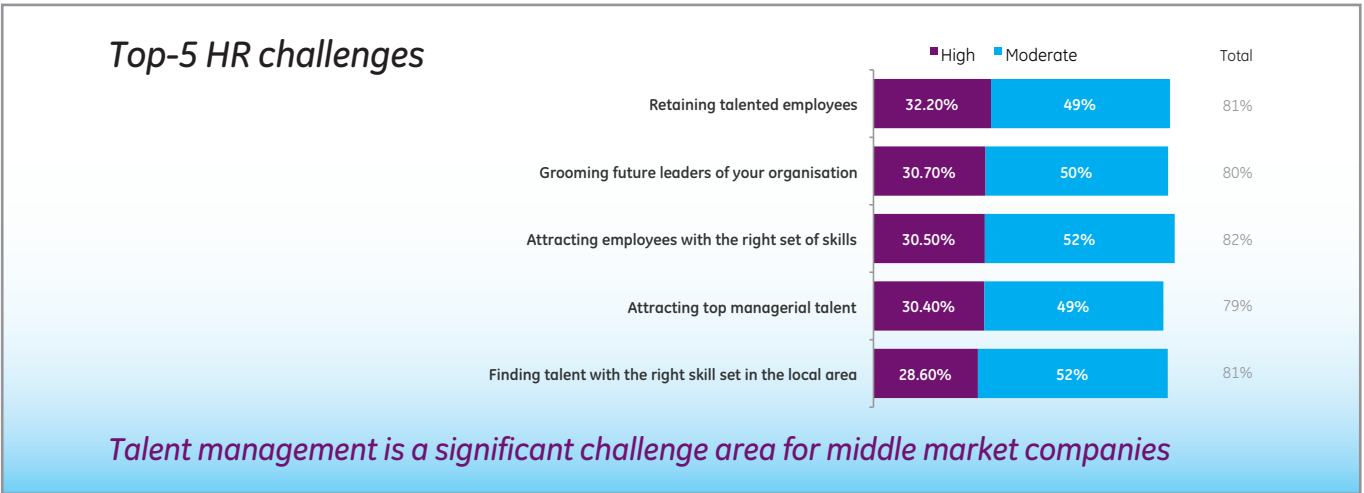 Top-5 HR challenges
High Moderate Total
Retaining talented employees 32.20% 49% 81%
Grooming future leaders of your organisation 30.70% 50% 80%
Attracting employees with the right set of skills 30.50% 52% 82%
Attracting top managerial talent 30.40% 49% 79%
Finding talent with the right skill set in the local area 28.60% 52% 81%
Talent management is a significant challenge area for middle market companies